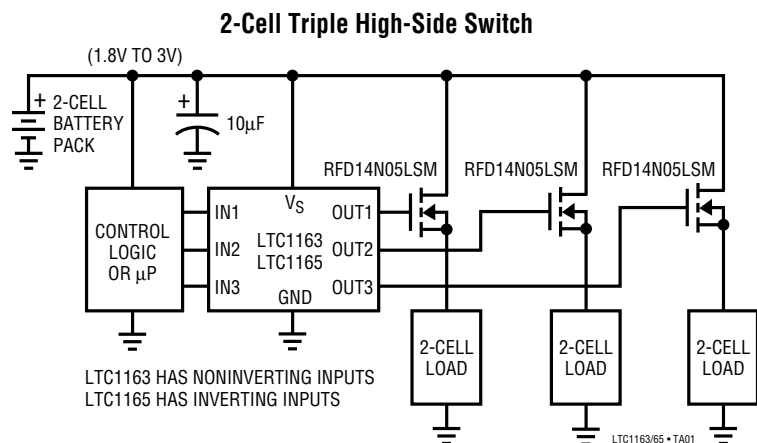 2-Cell Triple High-Side Switch
(1.8V TO 3V)
+
2-CELL
BATTERY
PACK
+
10µF
RFD14N05LSM
RFD14N05LSM
RFD14N05LSM
CONTROL
LOGIC
OR µP
IN1
IN2
IN3
VS
LTC1163
LTC1165
GND
OUT1
OUT2
OUT3
2-CELL
LOAD
2-CELL
LOAD
2-CELL
LOAD
LTC1163 HAS NONINVERTING INPUTS
LTC1165 HAS INVERTING INPUTS
LTC1163/65 • TA01